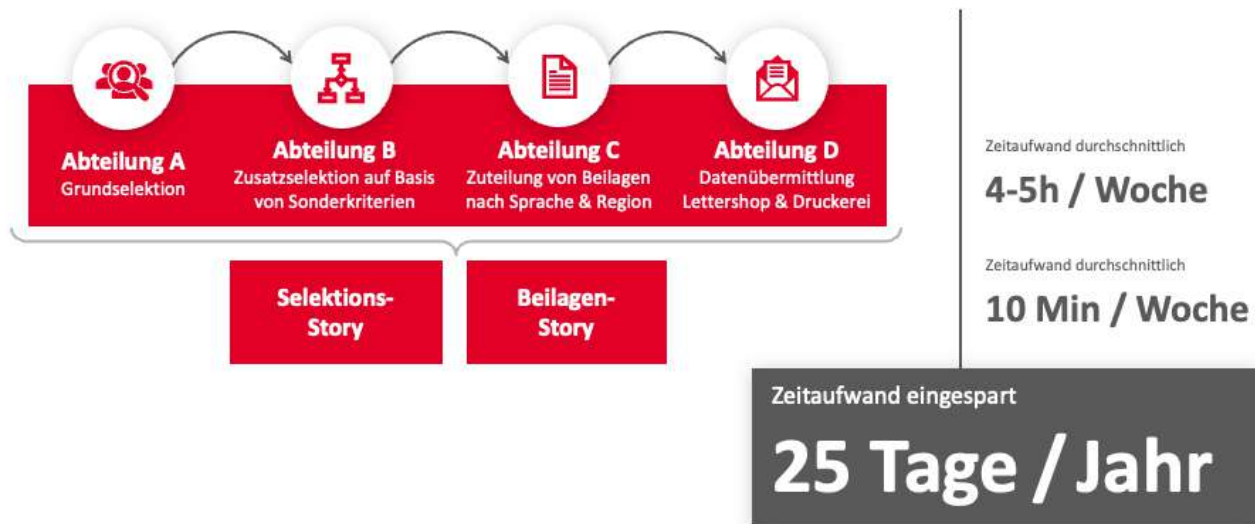 Abteilung A
Grundselektion
Abteilung B
Zusatzselektion auf Basis
von Sonderkriterien
Abteilung C
Zuteilung von Beilagen
nach Sprache & Region
Abteilung D
Datenübermittlung
Lettershop & Druckerei
Zeitaufwand durchschnittlich
4-5h / Woche
Selektions-
Story
Beilagen-
Story
Zeitaufwand durchschnittlich
10 Min / Woche
Zeitaufwand eingespart
25 Tage / Jahr